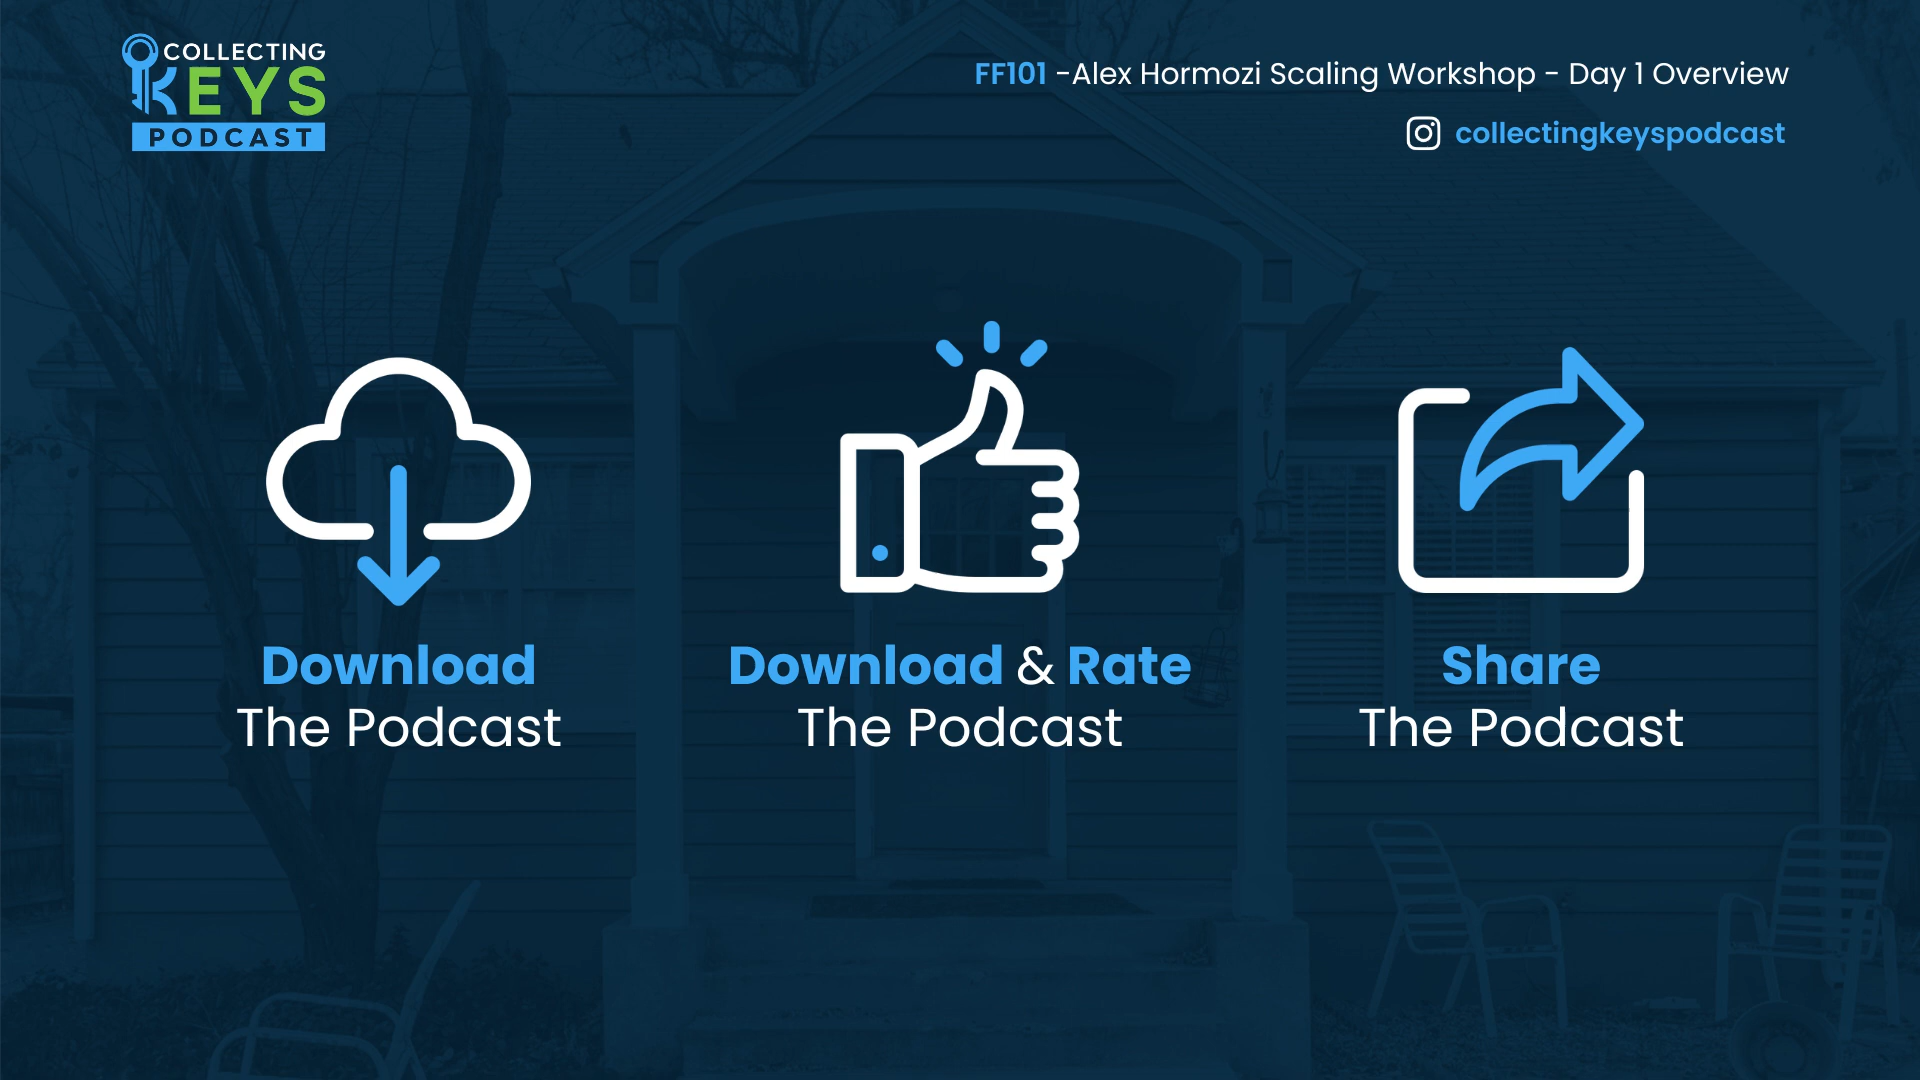 COLLECTING
KEYS
PODCAST
FF101 -Alex Hormozi Scaling Workshop - Day 1 Overview
collectingkeyspodcast
Download
The Podcast
Download & Rate
The Podcast
Share
The Podcast